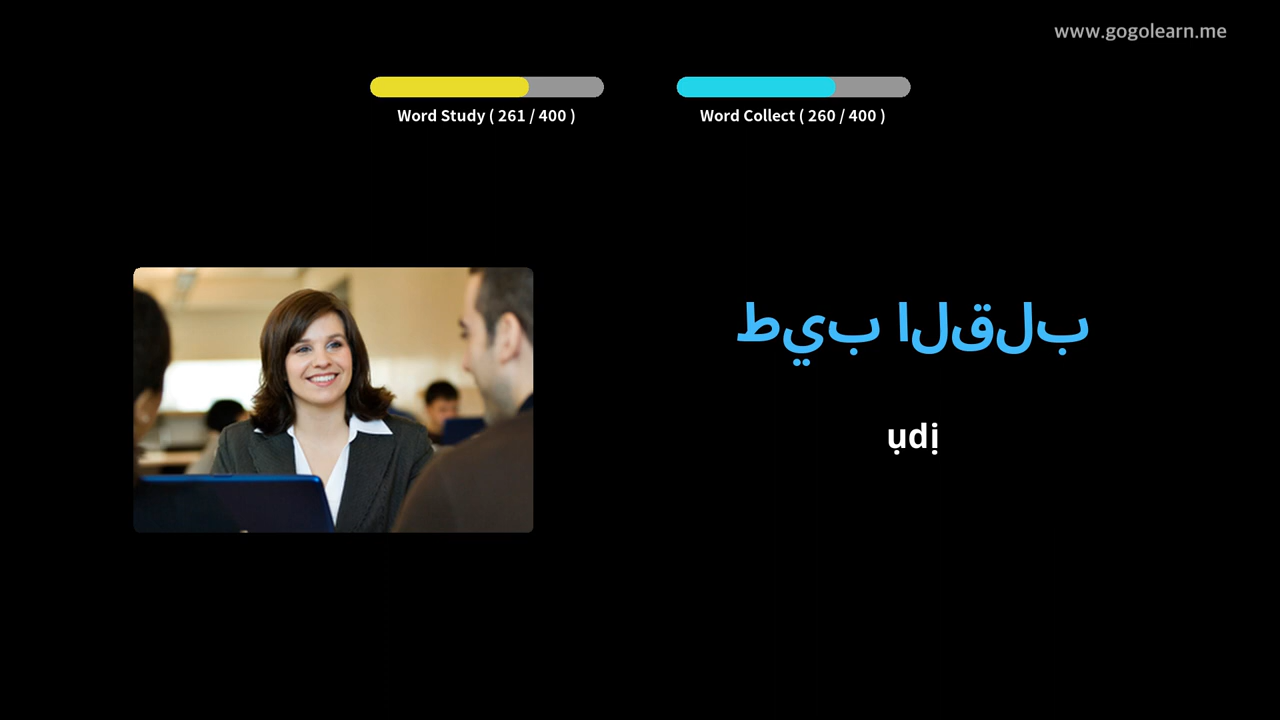 www.gogolearn.me
Word Study ( 261 / 400 )
Word Collect ( 260 / 400 )
طيب القلب
ụdị